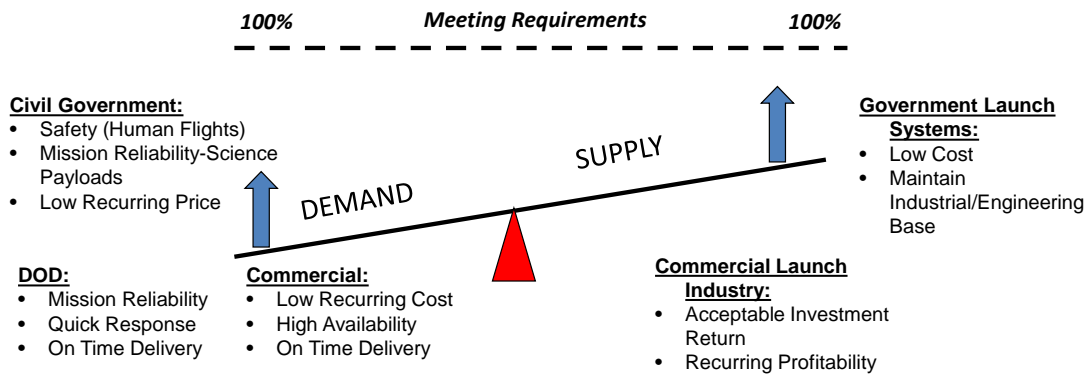 100% Meeting Requirements 100%
Civil Government:
• Safety (Human Flights)
• Mission Reliability-Science
Payloads
• Low Recurring Price
DEMAND
SUPPLY
Government Launch
Systems:
• Low Cost
• Maintain
Industrial/Engineering
Base
DOD:
• Mission Reliability
• Quick Response
• On Time Delivery
Commercial:
• Low Recurring Cost
• High Availability
• On Time Delivery
Commercial Launch
Industry:
• Acceptable Investment
Return
• Recurring Profitability